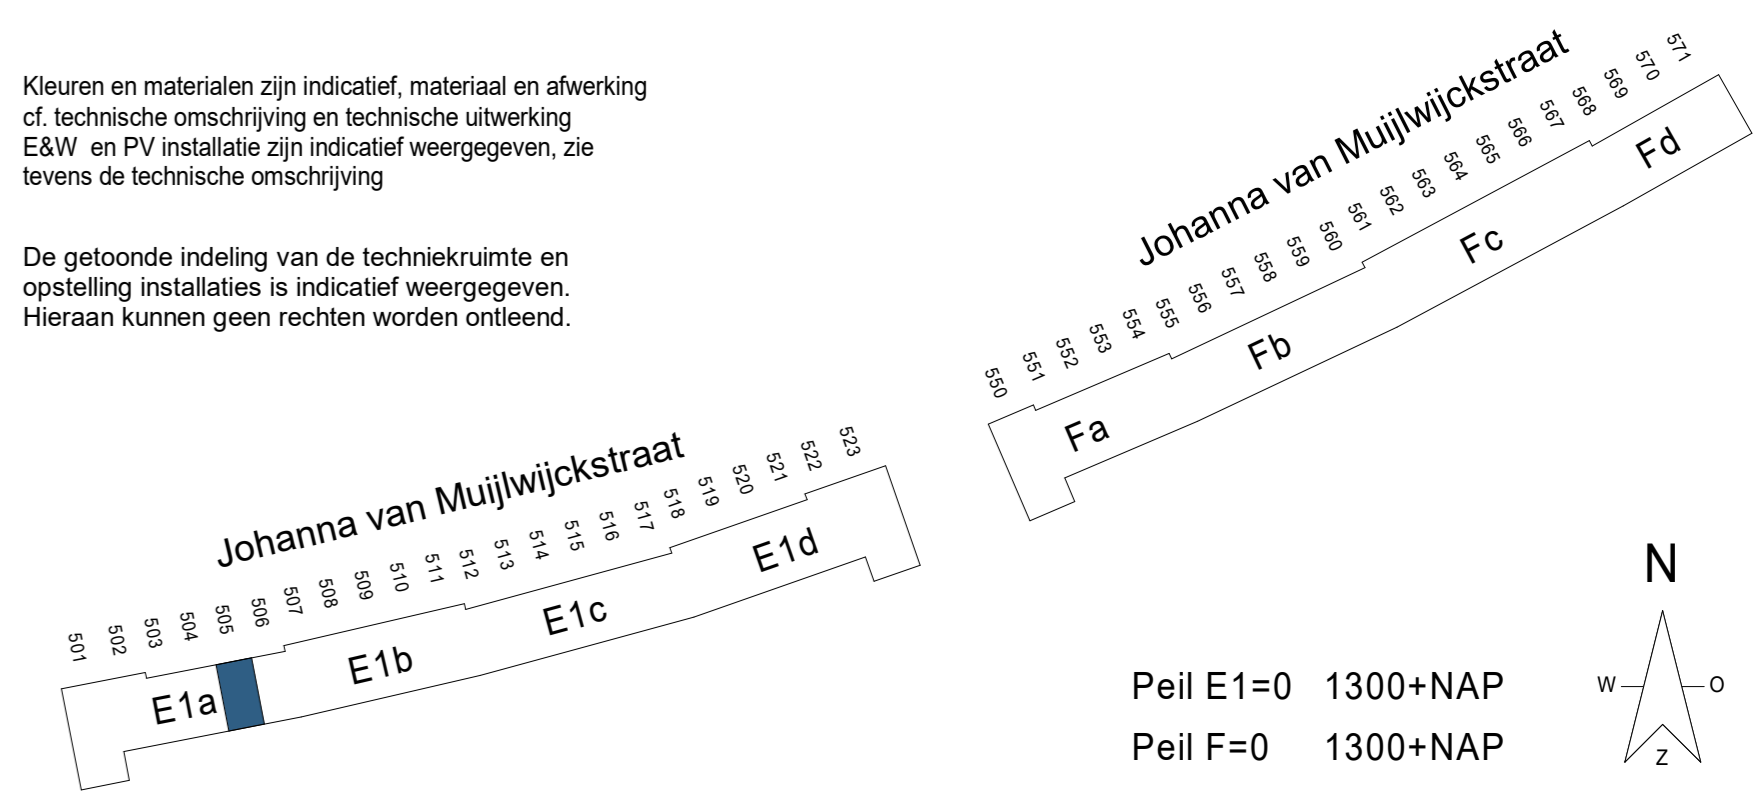 Kleuren en materialen zijn indicatief, materiaal en afwerking
cf. technische omschrijving en technische uitwerking
E&W en PV installatie zijn indicatief weergegeven, zie
tevens de technische omschrijving
De getoonde indeling van de techniekruimte en
opstelling installaties is indicatief weergegeven.
Hieraan kunnen geen rechten worden ontleend.
Johanna van Muijlwijckstraat
501 502 503 504 505 506 507 508 509 510 511 512 513 514 515 516 517 518 519 520 521 522 523
E1a E1b E1c E1d
Johanna van Muijlwijckstraat
550 551 552 553 554 555 556 557 558 559 560 561 562 563 564 565 566 567 568 569 570 571
Fa Fb Fc Fd
Peil E1=0 1300+NAP
Peil F=0 1300+NAP
N
W O
Z